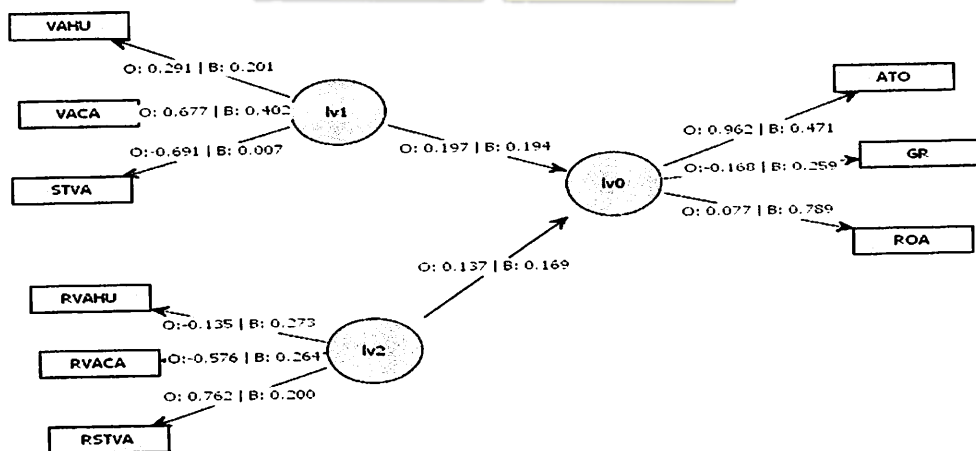 VAHU
O: 0.291 | B: 0.201
VACA
O: 0.677 | B: 0.402
lv1
O:-0.691 | B: 0.007
STVA
O: 0.197 | B: 0.194
ATO
O: 0.962 | B: 0.471
lv0
GR
O:-0.168 | B: 0.259
O: 0.077 | B: 0.789
ROA
O: 0.137 | B: 0.169
RVAHU
O:-0.135 | B: 0.273
lv2
RVACA
O:-0.576 | B: 0.264
O: 0.762 | B: 0.200
RSTVA